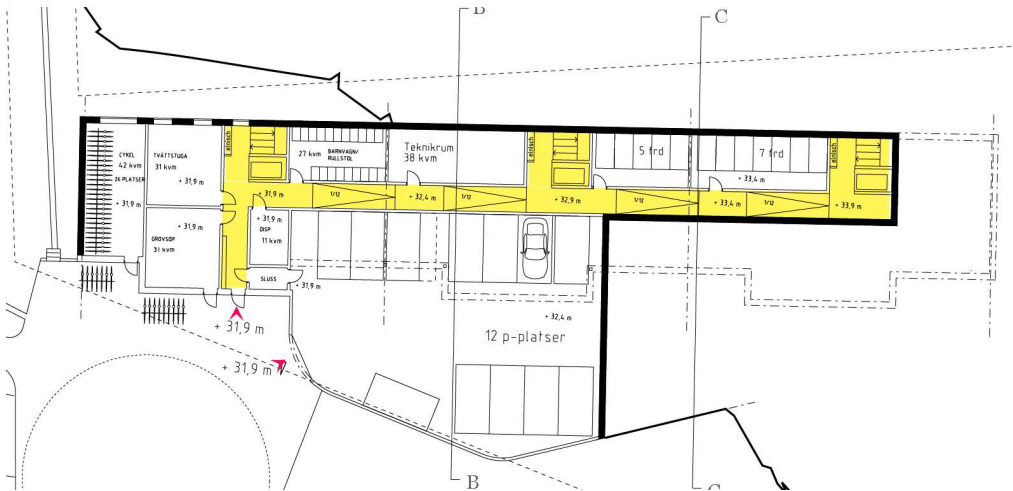 B
C
elskåp
elnisch
elnisch
CYKEL
42 kvm
26 PLATSER
+ 31,9 m
TVÄTTSTUGA
31 kvm
+ 31,9 m
27 kvm
BARNVAGN/
RULLSTOL
Teknikrum
38 kvm
5 frd
7 frd
+ 33,4 m
+ 31,9 m
1/12
+ 32,4 m
1/12
+ 32,9 m
1/12
+ 33,4 m
1/12
+ 33,9 m
+ 31,9 m
GROVSOP
31 kvm
+ 31,9 m
DISP
11 kvm
SLUSS
+ 31,9 m
+ 32,4 m
12 p-platser
+ 31,9 m
+ 31,9 m
B
C